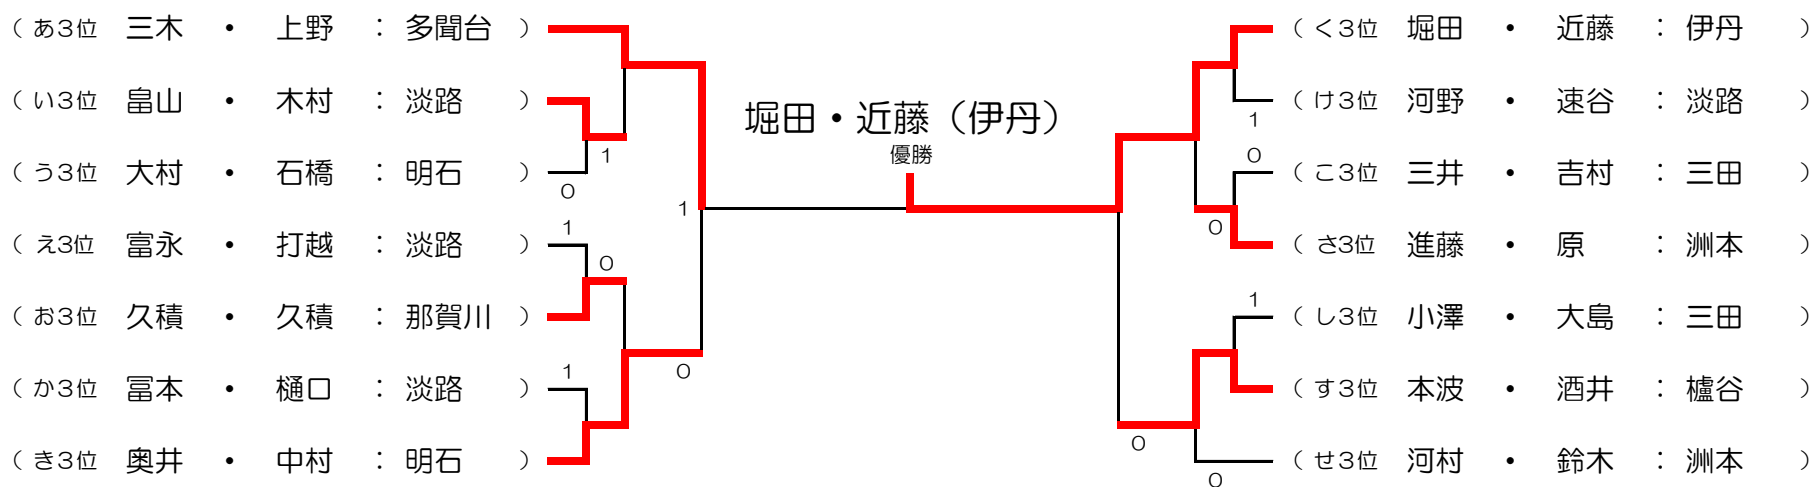 （ あ3位 三木 ・ 上野 : 多聞台 ）
（ い3位 畠山 ・ 木村 : 淡路 ）
1
（ う3位 大村 ・ 石橋 : 明石 ）
0
1
（ え3位 富永 ・ 打越 : 淡路 ）
1
0
（ お3位 久積 ・ 久積 : 那賀川 ）
0
（ か3位 冨本 ・ 樋口 : 淡路 ）
1
（ き3位 奥井 ・ 中村 : 明石 ）
堀田・近藤（伊丹）
優勝
（ く3位 堀田 ・ 近藤 : 伊丹 ）
（ け3位 河野 ・ 速谷 : 淡路 ）
1
0
（ こ3位 三井 ・ 吉村 : 三田 ）
0
（ さ3位 進藤 ・ 原 : 洲本 ）
1
（ し3位 小澤 ・ 大島 : 三田 ）
（ す3位 本波 ・ 酒井 : 櫨谷 ）
0
（ せ3位 河村 ・ 鈴木 : 洲本 ）
0